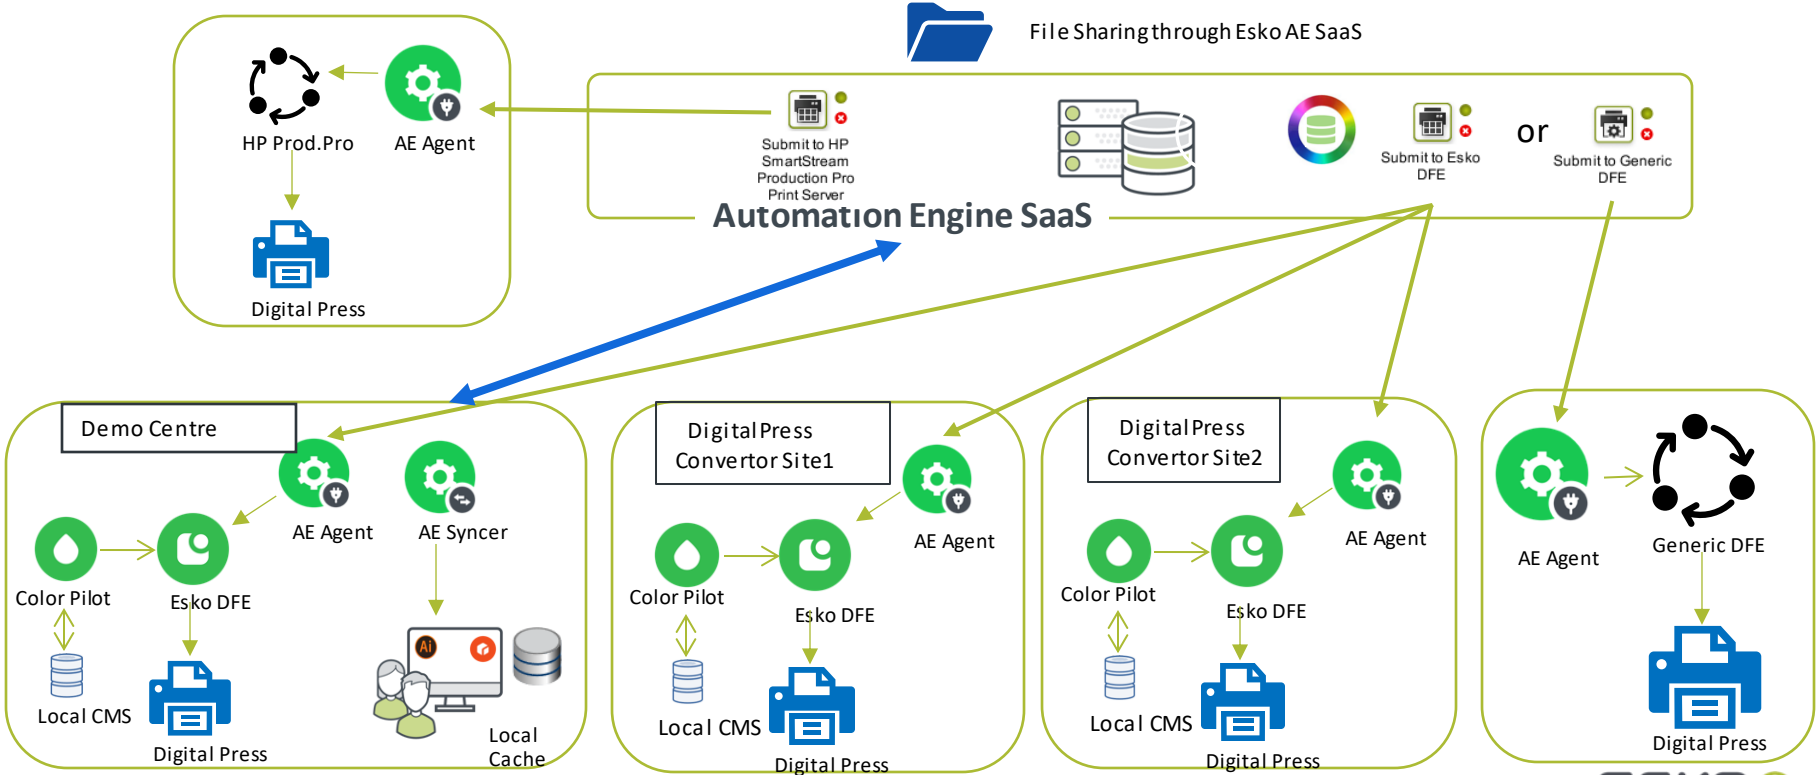 File Sharing through Esko AE SaaS
HP Prod.Pro
AE Agent
Digital Press
Submit to HP
SmartStream
Production Pro
Print Server
Submit to Esko
DFE
or
Submit to Generic
DFE
Automation Engine SaaS
Demo Centre
AE Agent
AE Syncer
Color Pilot
Esko DFE
Ai
Local CMS
Digital Press
Local
Cache
Digital Press
Convertor Site1
AE Agent
Color Pilot
Esko DFE
Local CMS
Digital Press
Digital Press
Convertor Site2
AE Agent
Color Pilot
Esko DFE
Local CMS
Digital Press
AE Agent
Generic DFE
Digital Press